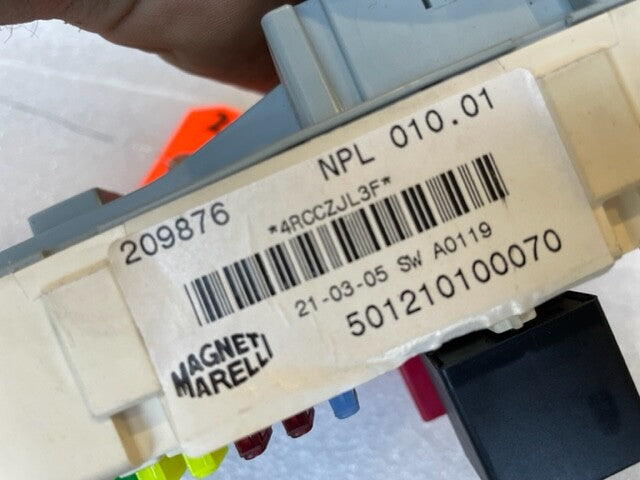 NPL 010.01
209876
*4RCCZJL3F*
21-03-05 SW A0119
501210100070
MAGNETI
MARELLI